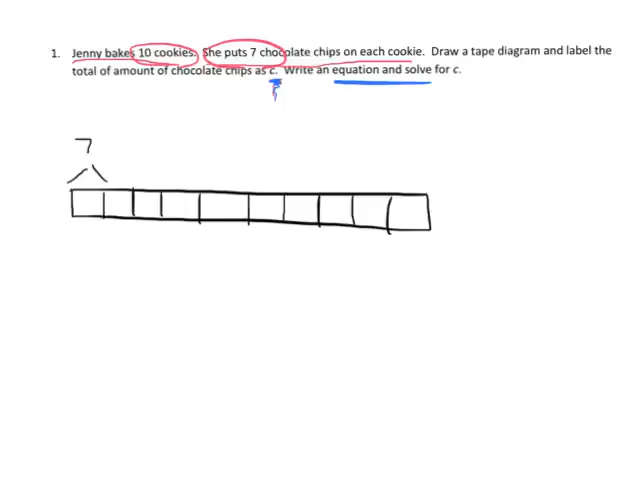 1. Jenny bakes 10 cookies. She puts 7 chocolate chips on each cookie. Draw a tape diagram and label the
total of amount of chocolate chips as c. Write an equation and solve for c.
7